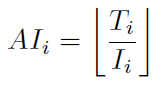 $AI_i = \left\lfloor \frac{T_i}{I_i} \right\rfloor$